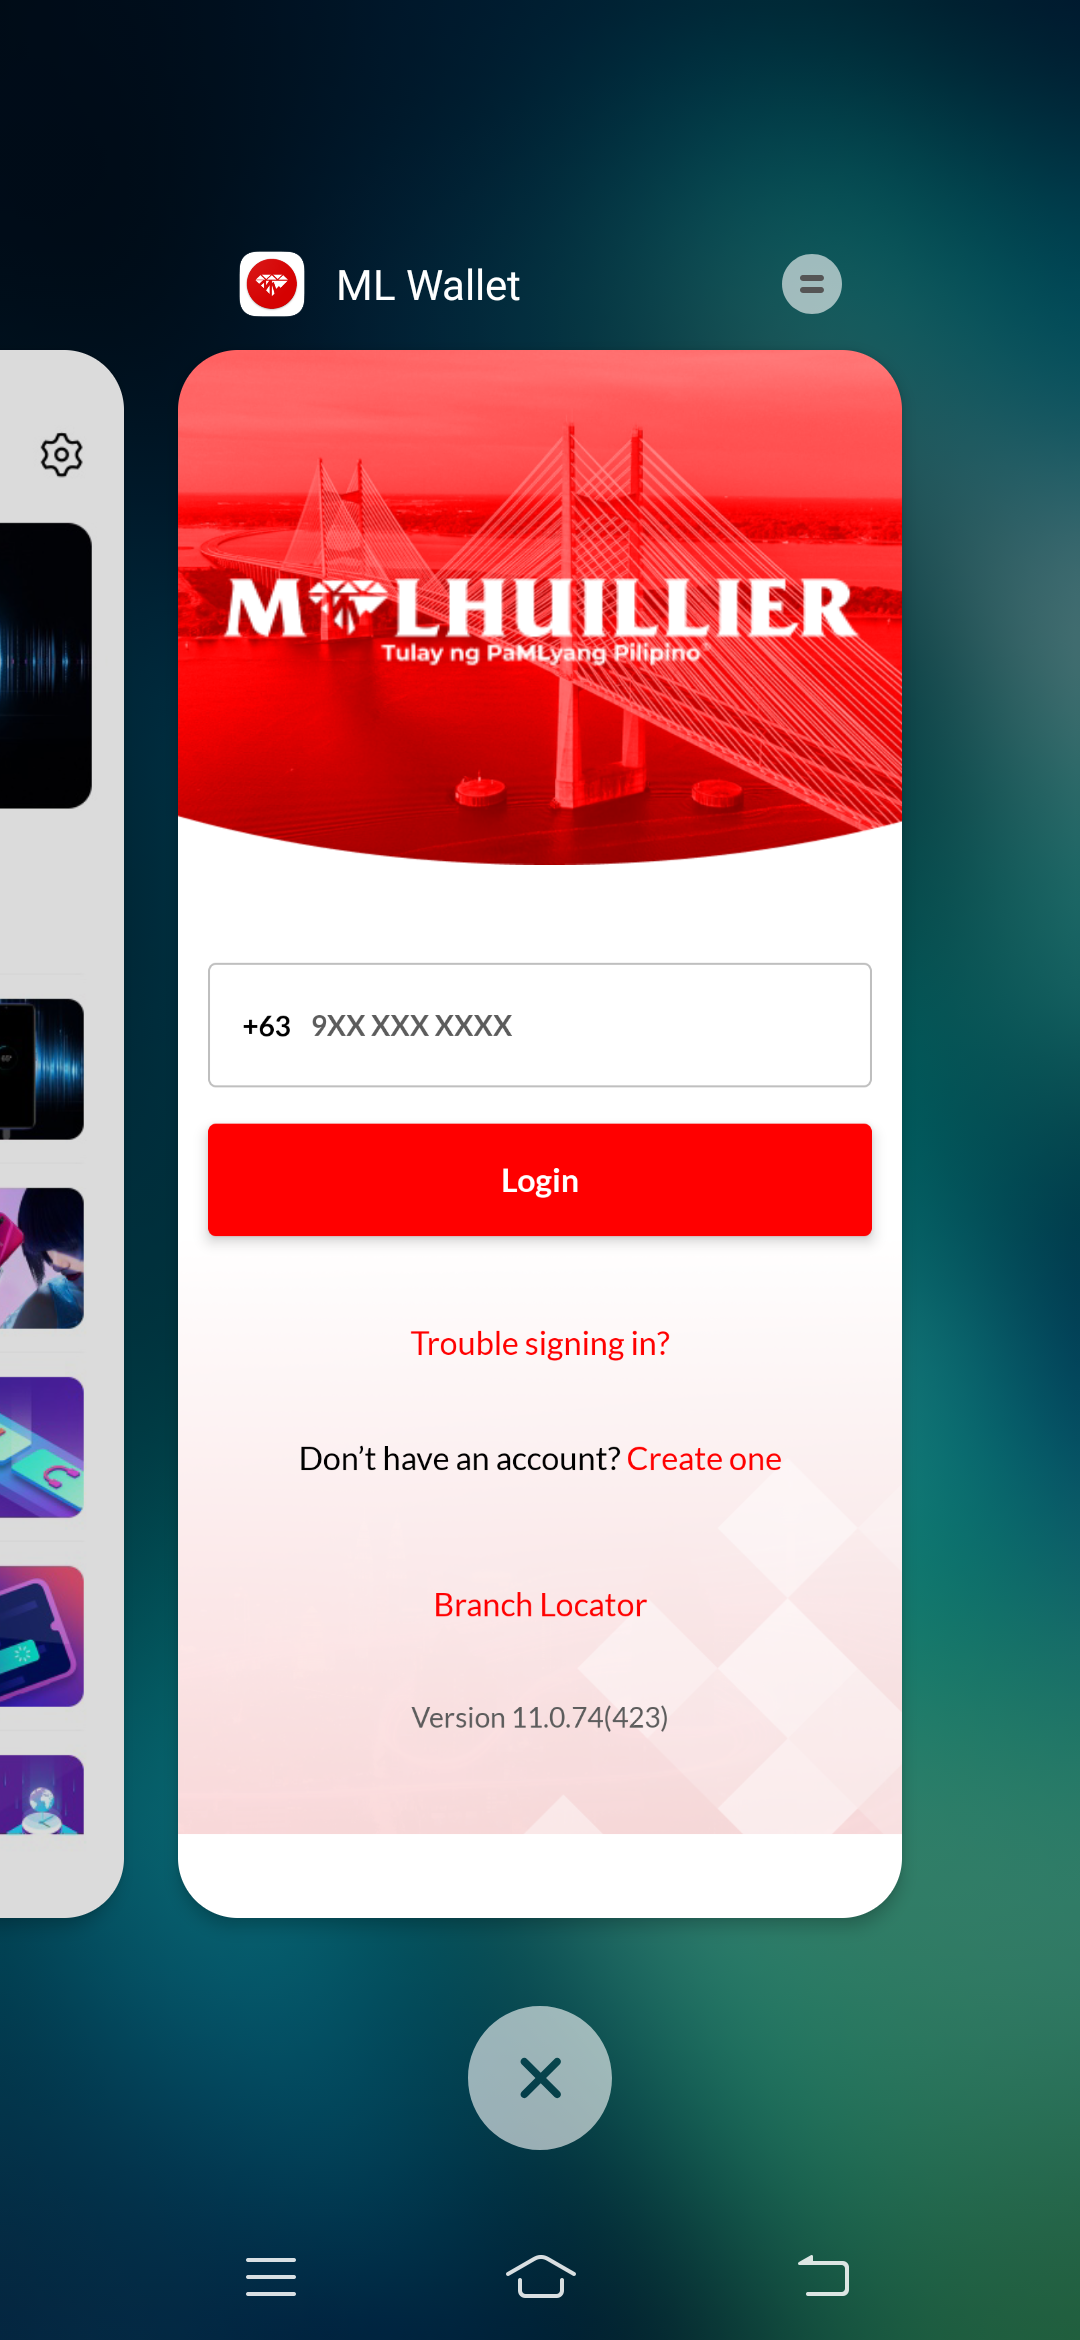 ML Wallet
M LHUILLIER
Tulay ng PaMLyang Pilipino
+63 9XX XXX XXXX
Login
Trouble signing in?
Don’t have an account? Create one
Branch Locator
Version 11.0.74(423)